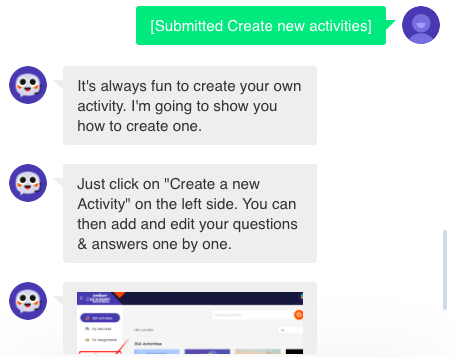 [Submitted Create new activities]
It's always fun to create your own
activity. I'm going to show you
how to create one.
Just click on "Create a new
Activity" on the left side. You can
then add and edit your questions
& answers one by one.
ACADEMY